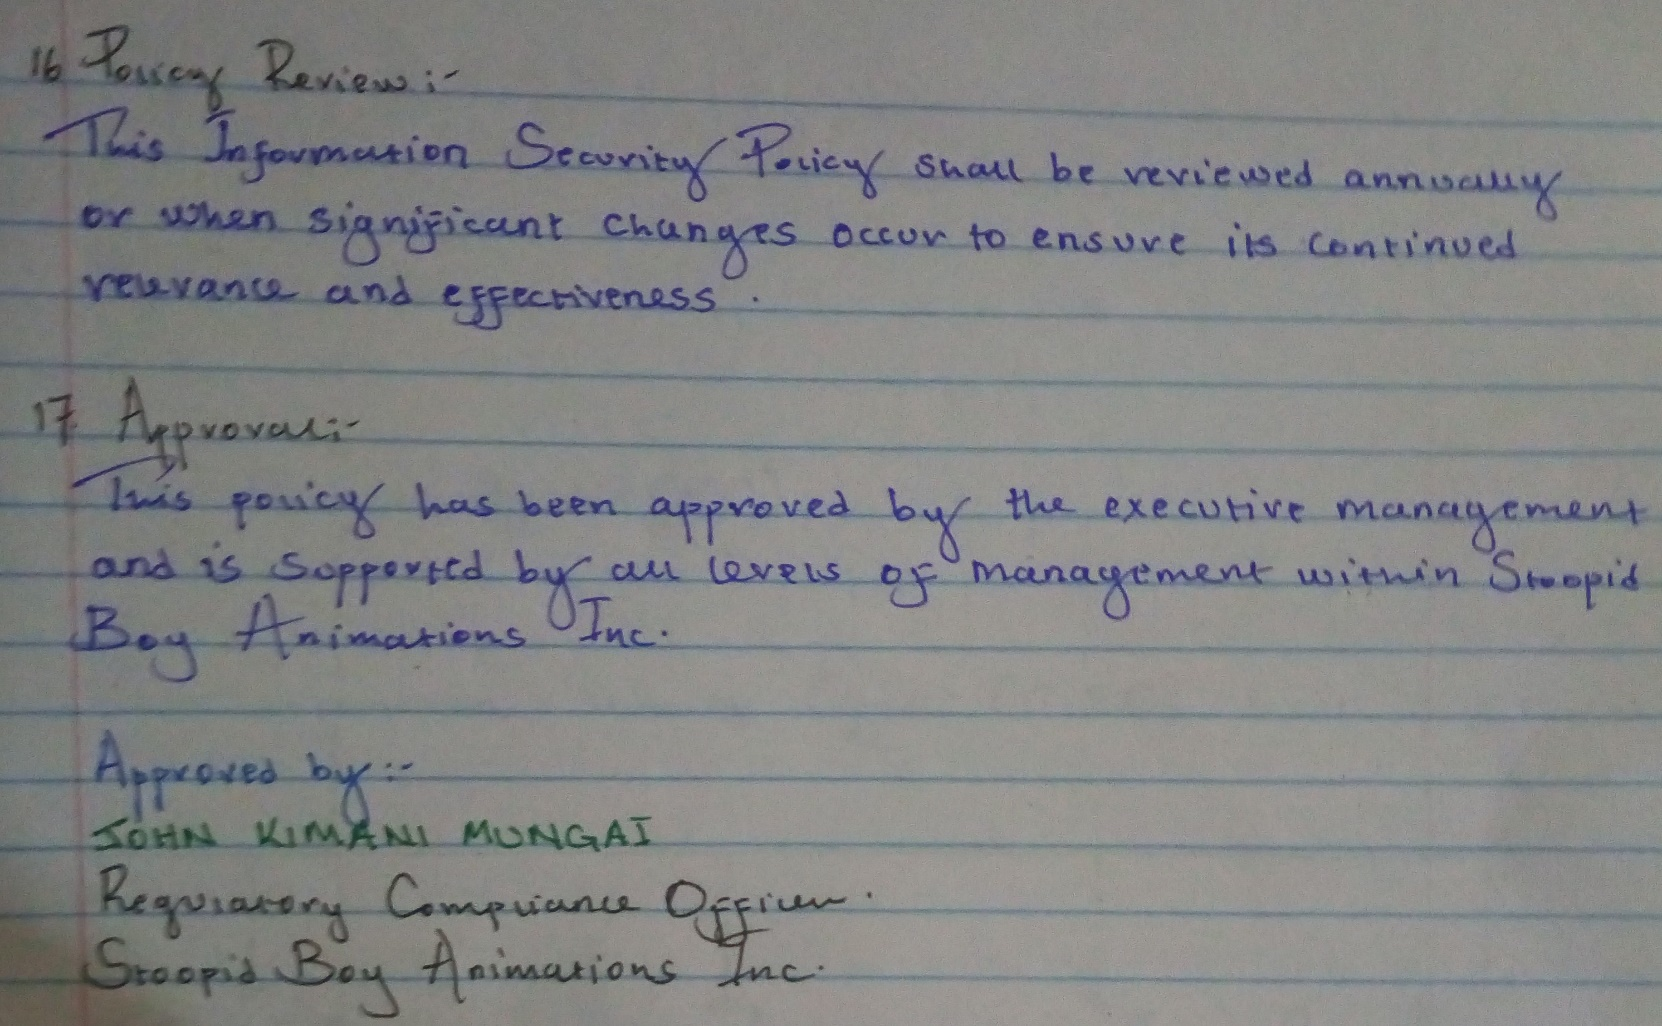 16 Policy Review:-
This Information Security Policy shall be reviewed annually
or when significant changes occur to ensure its continued
relevance and effectiveness.
17 Approval:-
This policy has been approved by the executive management
and is supported by all levels of management within Stoopid
Boy Animations Inc.
Approved by:-
JOHN KIMANI MUNGAI
Regulatory Compliance Officer.
Stoopid Boy Animations Inc.